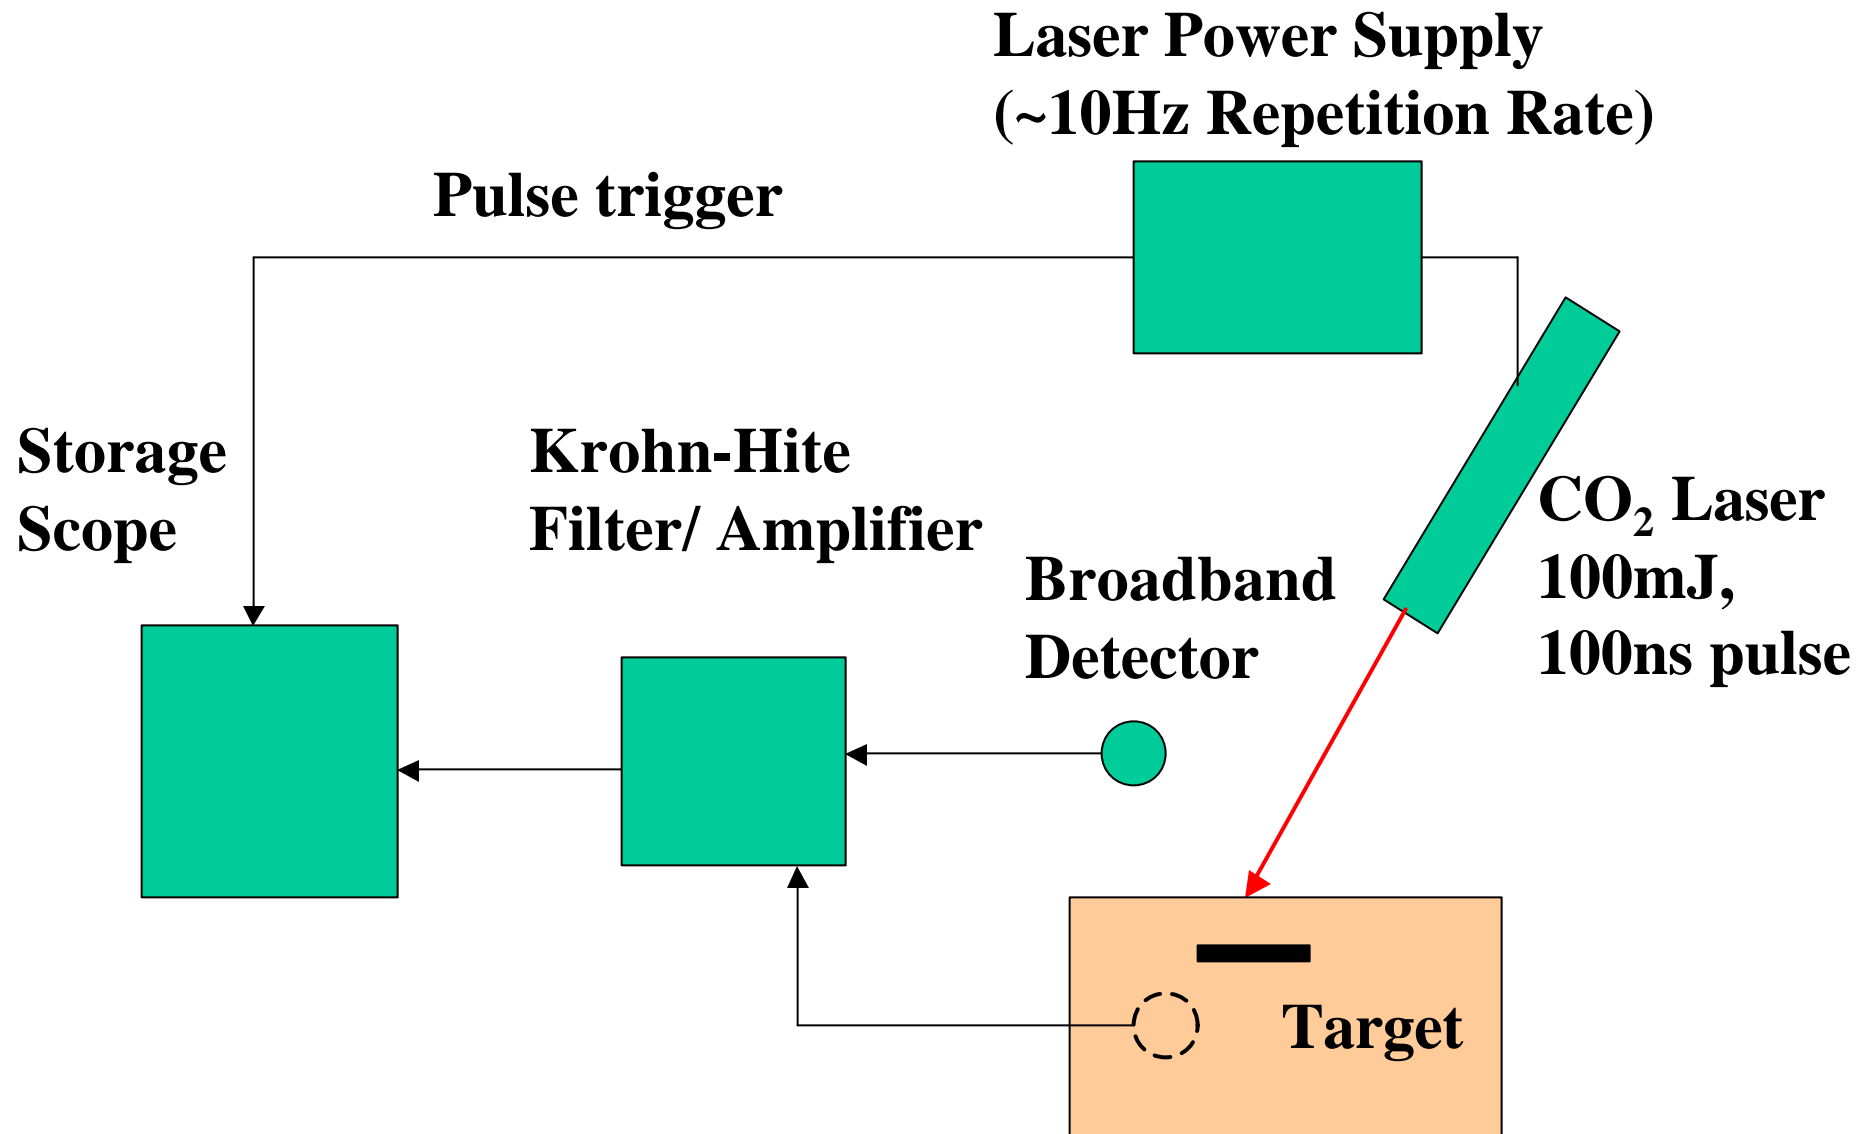 Laser Power Supply
(~10Hz Repetition Rate)
Pulse trigger
Storage
Scope
Krohn-Hite
Filter/ Amplifier
CO₂ Laser
100mJ,
100ns pulse
Broadband
Detector
Target